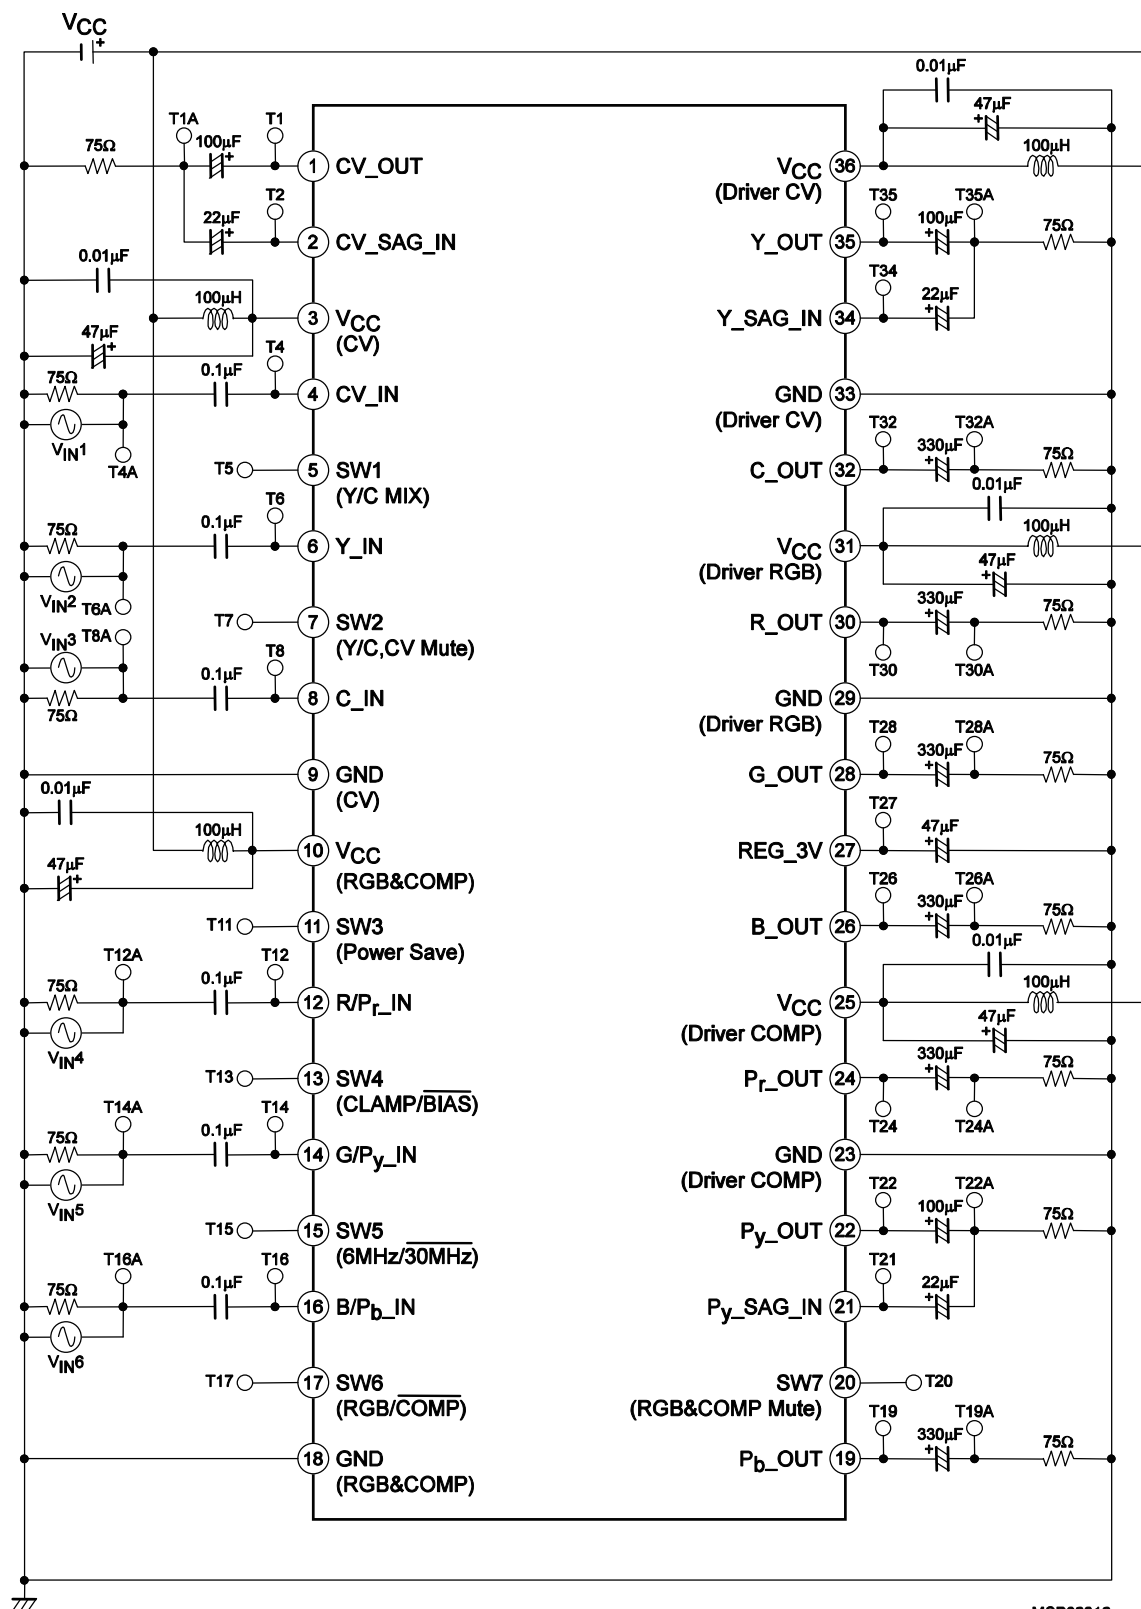 VCC
+
0.01µF
47µF
+
T1A
T1
75Ω
100µF
+
100µH
1
CV_OUT
VCC
36
(Driver CV)
T2
T35
T35A
22µF
+
100µF
+
75Ω
2
CV_SAG_IN
Y_OUT
35
0.01µF
T34
100µH
22µF
+
3
VCC
(CV)
Y_SAG_IN
34
47µF
+
T4
75Ω
0.1µF
4
CV_IN
GND
33
(Driver CV)
VIN1
T4A
T32
T32A
330µF
+
75Ω
T5
5
SW1
(Y/C MIX)
C_OUT
32
0.01µF
T6
75Ω
0.1µF
100µH
6
Y_IN
VCC
31
(Driver RGB)
47µF
+
VIN2
T6A
330µF
+
75Ω
T7
7
SW2
(Y/C,CV Mute)
R_OUT
30
VIN3
T8A
T8
T30
T30A
0.1µF
75Ω
8
C_IN
GND
29
(Driver RGB)
T28
T28A
330µF
+
75Ω
9
GND
(CV)
G_OUT
28
0.01µF
T27
100µH
47µF
+
10
VCC
(RGB&COMP)
REG_3V
27
47µF
+
T26
T26A
330µF
+
75Ω
T11
11
SW3
(Power Save)
B_OUT
26
0.01µF
T12A
T12
75Ω
0.1µF
100µH
12
R/Pr_IN
VCC
25
(Driver COMP)
47µF
+
VIN4
330µF
+
75Ω
T13
13
SW4
(CLAMP/BIAS)
Pr_OUT
24
T24
T24A
T14A
T14
75Ω
0.1µF
14
G/Py_IN
GND
23
(Driver COMP)
VIN5
T22
T22A
100µF
+
75Ω
T15
15
SW5
(6MHz/30MHz)
Py_OUT
22
T16A
T16
T21
75Ω
0.1µF
22µF
+
16
B/Pb_IN
Py_SAG_IN
21
VIN6
T17
17
SW6
(RGB/COMP)
SW7
20
T20
(RGB&COMP Mute)
T19
T19A
330µF
+
75Ω
18
GND
(RGB&COMP)
Pb_OUT
19